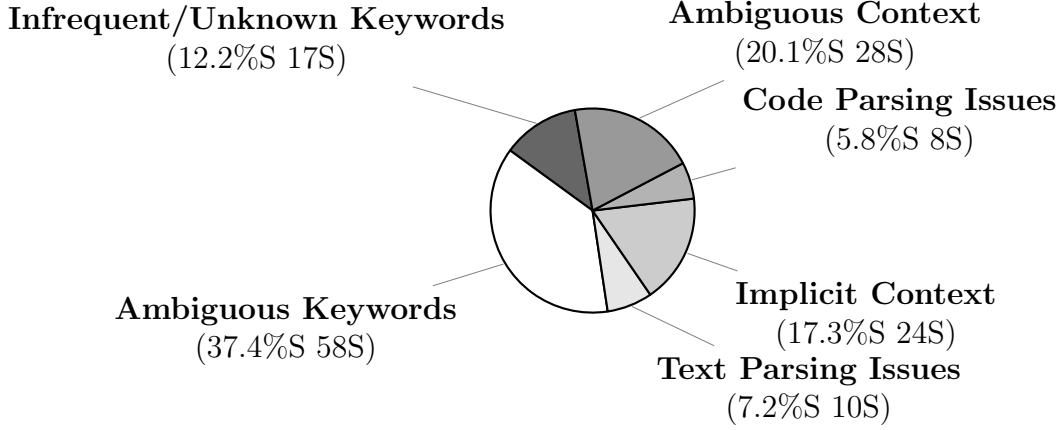 Infrequent/Unknown Keywords
(12.2%S 17S)
Ambiguous Context
(20.1%S 28S)
Code Parsing Issues
(5.8%S 8S)
Ambiguous Keywords
(37.4%S 58S)
Implicit Context
(17.3%S 24S)
Text Parsing Issues
(7.2%S 10S)